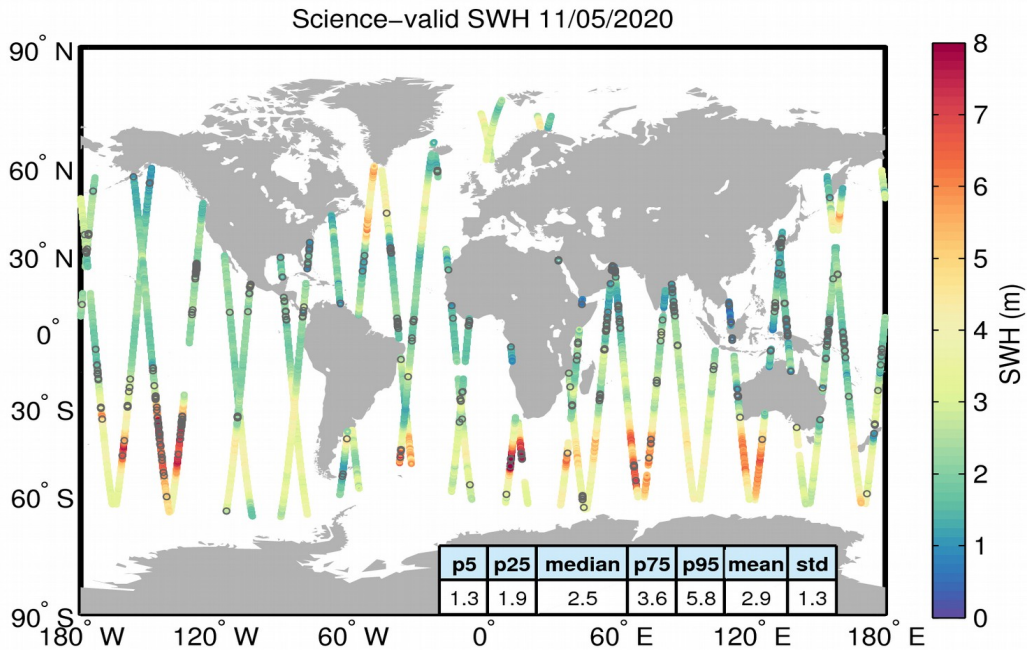 Science−valid SWH 11/05/2020
90° N
60° N
30° N
0°
30° S
60° S
90° S
180° W 120° W 60° W 0° 60° E 120° E 180° E
p5 p25 median p75 p95 mean std
1.3 1.9 2.5 3.6 5.8 2.9 1.3
8
7
6
5
4
3
2
1
0
SWH (m)